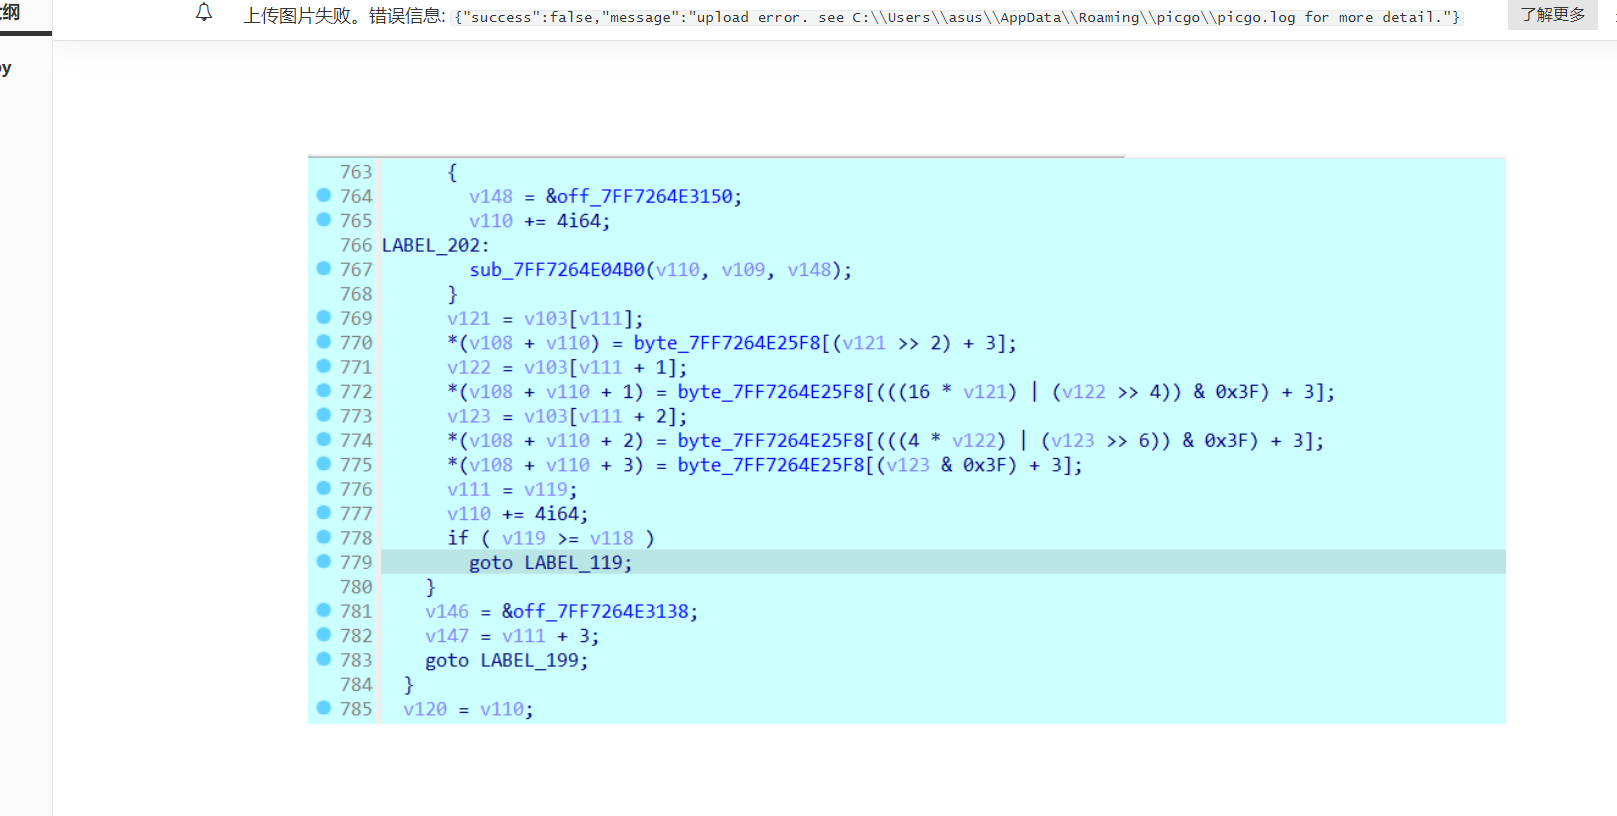 纲
上传图片失败。错误信息: {"success":false,"message":"upload error. see C:\\Users\\asus\\AppData\\Roaming\\picgo\\picgo.log for more detail."}
了解更多
py
763 {
764 v148 = &off_7FF7264E3150;
765 v110 += 4i64;
766 LABEL_202:
767 sub_7FF7264E04B0(v110, v109, v148);
768 }
769 v121 = v103[v111];
770 *(v108 + v110) = byte_7FF7264E25F8[(v121 >> 2) + 3];
771 v122 = v103[v111 + 1];
772 *(v108 + v110 + 1) = byte_7FF7264E25F8[(((16 * v121) | (v122 >> 4)) & 0x3F) + 3];
773 v123 = v103[v111 + 2];
774 *(v108 + v110 + 2) = byte_7FF7264E25F8[(((4 * v122) | (v123 >> 6)) & 0x3F) + 3];
775 *(v108 + v110 + 3) = byte_7FF7264E25F8[(v123 & 0x3F) + 3];
776 v111 = v119;
777 v110 += 4i64;
778 if ( v119 >= v118 )
779 goto LABEL_119;
780 }
781 v146 = &off_7FF7264E3138;
782 v147 = v111 + 3;
783 goto LABEL_199;
784 }
785 v120 = v110;